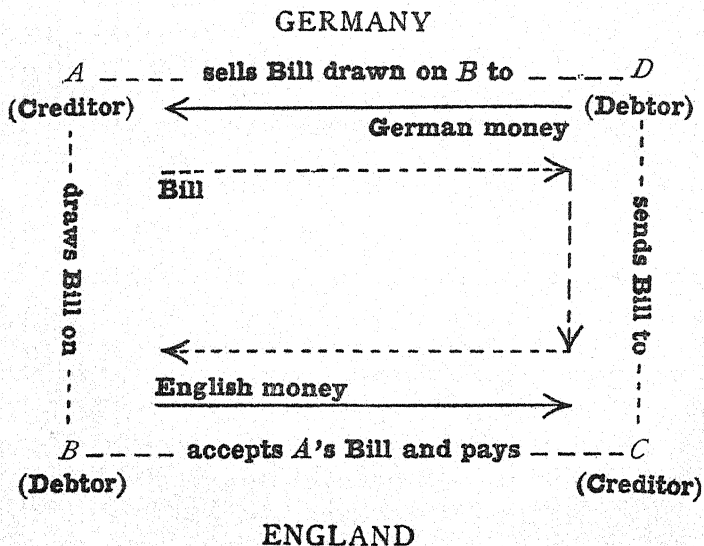 GERMANY
A sells Bill drawn on B to D
(Creditor) (Debtor)
German money
Bill
draws Bill on
sends Bill to
English money
B accepts A's Bill and pays C
(Debtor) (Creditor)
ENGLAND